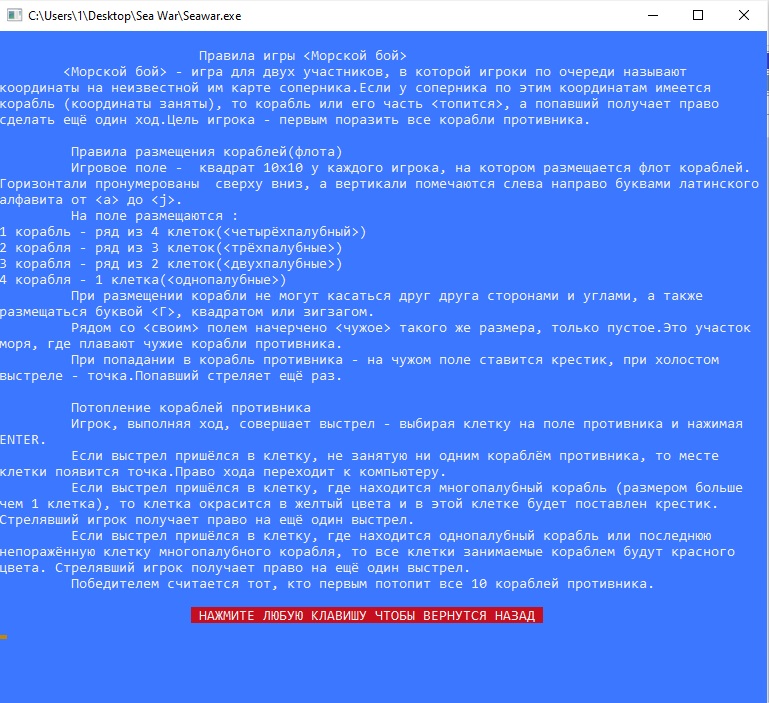 C:\Users\1\Desktop\Sea War\Seawar.exe
Правила игры <Морской бой>
<Морской бой> - игра для двух участников, в которой игроки по очереди называют
координаты на неизвестной им карте соперника.Если у соперника по этим координатам имеется
корабль (координаты заняты), то корабль или его часть <топится>, а попавший получает право
сделать ещё один ход.Цель игрока - первым поразить все корабли противника.
Правила размещения кораблей(флота)
Игровое поле -  квадрат 10x10 у каждого игрока, на котором размещается флот кораблей.
Горизонтали пронумерованы  сверху вниз, а вертикали помечаются слева направо буквами латинского
алфавита от <a> до <j>.
На поле размещаются :
1 корабль - ряд из 4 клеток(<четырёхпалубный>)
2 корабля - ряд из 3 клеток(<трёхпалубные>)
3 корабля - ряд из 2 клеток(<двухпалубные>)
4 корабля - 1 клетка(<однопалубные>)
При размещении корабли не могут касаться друг друга сторонами и углами, а также
размещаться буквой <Г>, квадратом или зигзагом.
Рядом со <своим> полем начерчено <чужое> такого же размера, только пустое.Это участок
моря, где плавают чужие корабли противника.
При попадании в корабль противника - на чужом поле ставится крестик, при холостом
выстреле - точка.Попавший стреляет ещё раз.
Потопление кораблей противника
Игрок, выполняя ход, совершает выстрел - выбирая клетку на поле противника и нажимая
ENTER.
Если выстрел пришёлся в клетку, не занятую ни одним кораблём противника, то месте
клетки появится точка.Право хода переходит к компьютеру.
Если выстрел пришёлся в клетку, где находится многопалубный корабль (размером больше
чем 1 клетка), то клетка окрасится в желтый цвета и в этой клетке будет поставлен крестик.
Стрелявший игрок получает право на ещё один выстрел.
Если выстрел пришёлся в клетку, где находится однопалубный корабль или последнюю
непоражённую клетку многопалубного корабля, то все клетки занимаемые кораблем будут красного
цвета. Стрелявший игрок получает право на ещё один выстрел.
Победителем считается тот, кто первым потопит все 10 кораблей противника.
НАЖМИТЕ ЛЮБУЮ КЛАВИШУ ЧТОБЫ ВЕРНУТСЯ НАЗАД